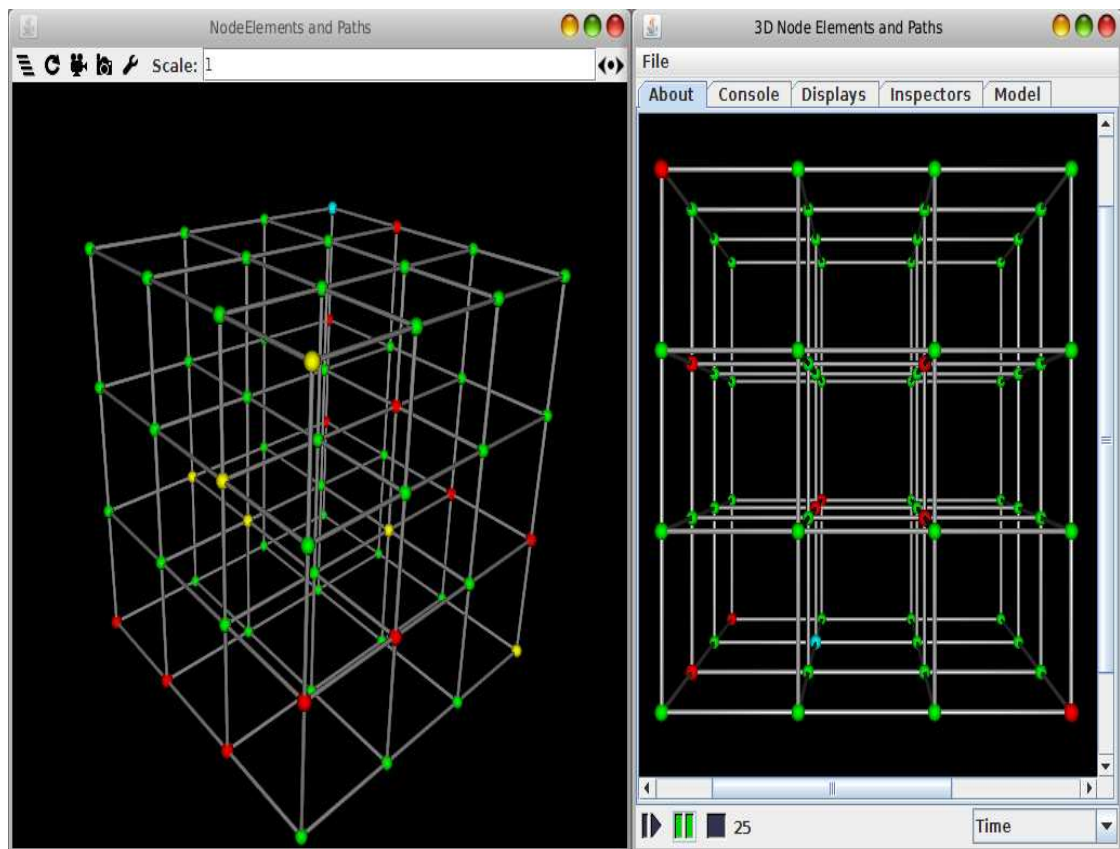 NodeElements and Paths
Scale: 1
3D Node Elements and Paths
File
About Console Displays Inspectors Model
25
Time